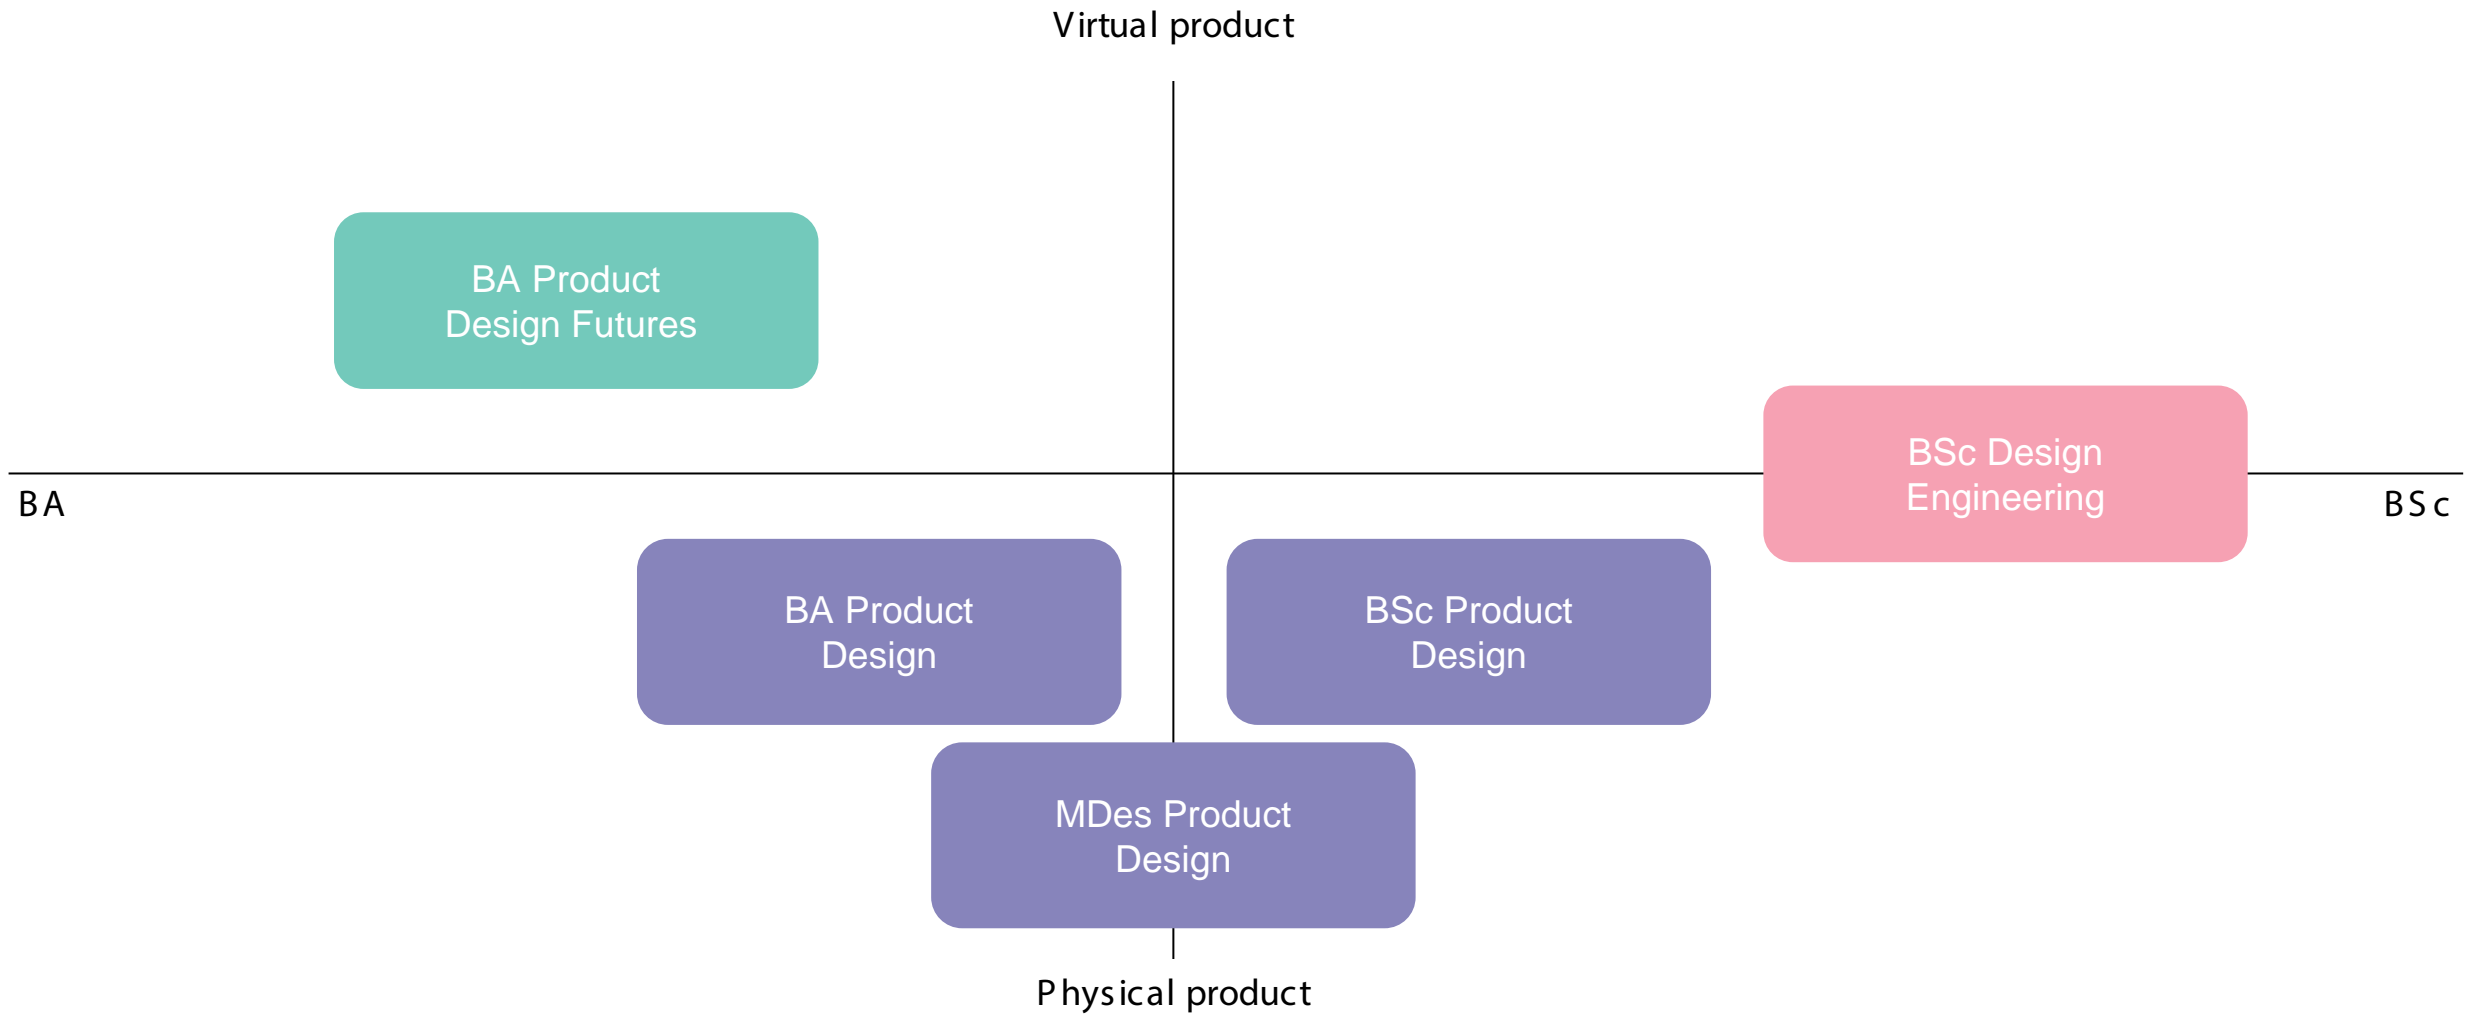 Virtual product
BA Product
Design Futures
BSc Design
Engineering
BA
BSc
BA Product
Design
BSc Product
Design
MDes Product
Design
Physical product